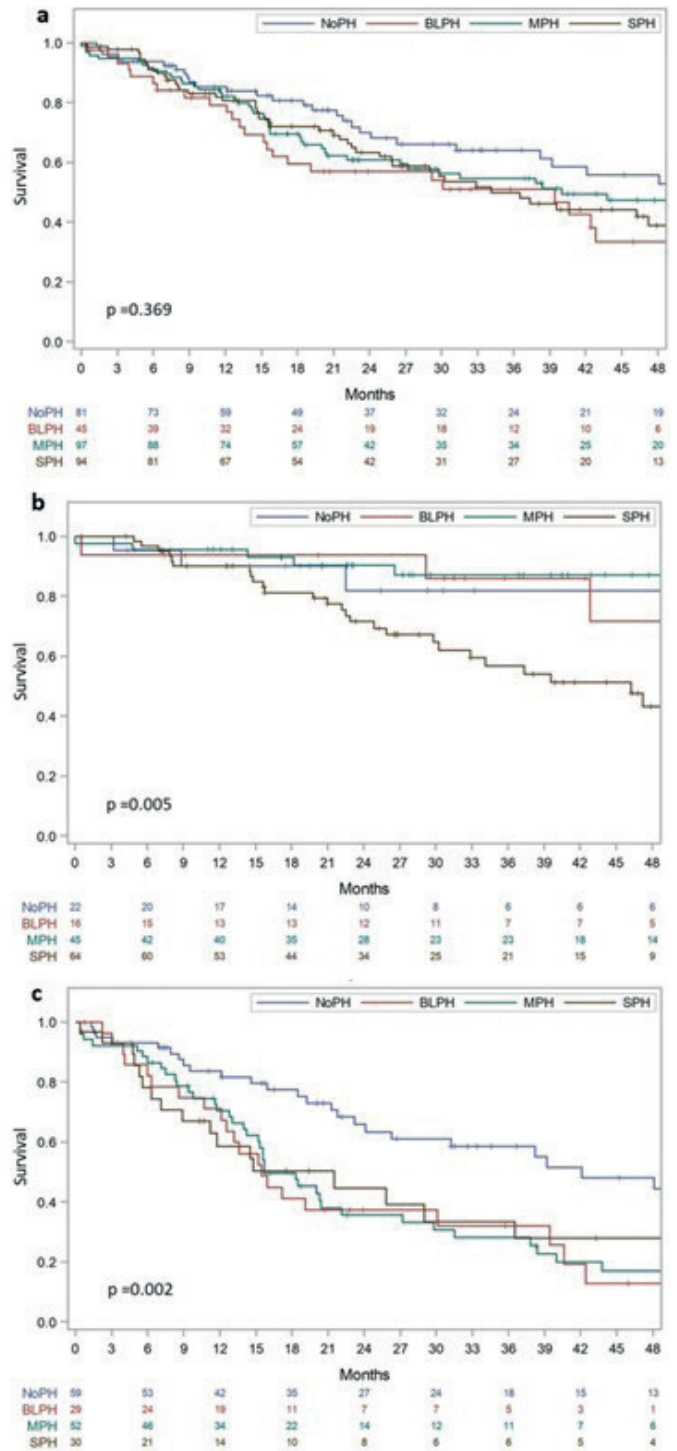 a
NoPH BLPH MPH SPH
1.0
0.8
0.6
0.4
0.2
0.0
Survival
p =0.369
0 3 6 9 12 15 18 21 24 27 30 33 36 39 42 45 48
Months
NoPH 81 73 59 49 37 32 24 21 19
BLPH 45 39 32 24 19 18 12 10 6
MPH 97 88 74 57 42 35 34 25 20
SPH 94 81 67 54 42 31 27 20 13
b
NoPH BLPH MPH SPH
1.0
0.8
0.6
0.4
0.2
0.0
Survival
p =0.005
0 3 6 9 12 15 18 21 24 27 30 33 36 39 42 45 48
Months
NoPH 22 20 17 14 10 8 6 6 6
BLPH 16 15 13 13 12 11 7 7 5
MPH 45 42 40 35 28 23 23 18 14
SPH 64 60 53 44 34 25 21 15 9
c
NoPH BLPH MPH SPH
1.0
0.8
0.6
0.4
0.2
0.0
Survival
p =0.002
0 3 6 9 12 15 18 21 24 27 30 33 36 39 42 45 48
Months
NoPH 59 53 42 35 27 24 18 15 13
BLPH 29 24 19 11 7 7 5 3 1
MPH 52 46 34 22 14 12 11 7 6
SPH 30 21 14 10 8 6 6 5 4